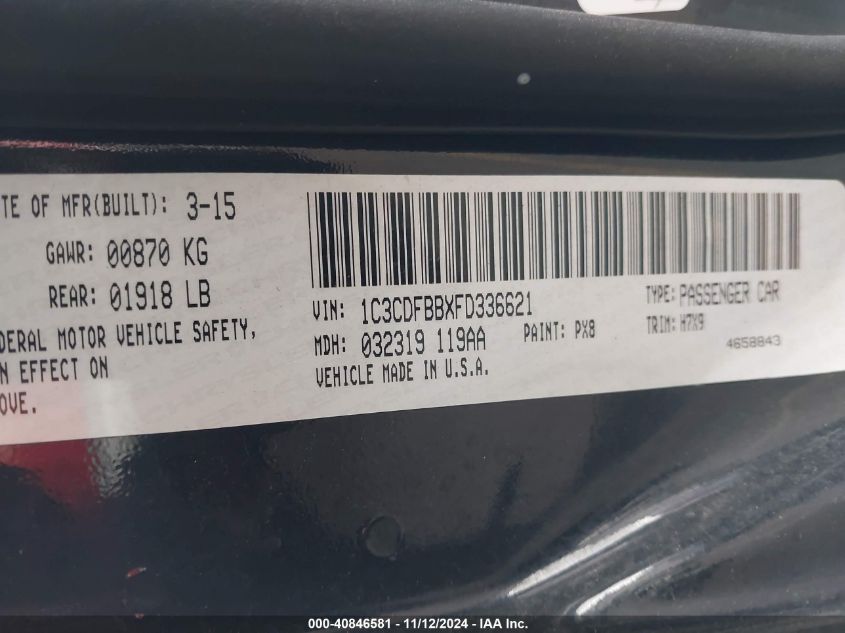 TE OF MFR(BUILT): 3-15
GAWR: 00870 KG
REAR: 01918 LB
DERAL MOTOR VEHICLE SAFETY,
N EFFECT ON
OVE.
VIN: 1C3CDFBBXFD336621
TYPE: PASSENGER CAR
MDH: 032319 119AA
PAINT: PX8
TRIM: H7X9
VEHICLE MADE IN U.S.A.
4658843
000-40846581 - 11/12/2024 - IAA Inc.